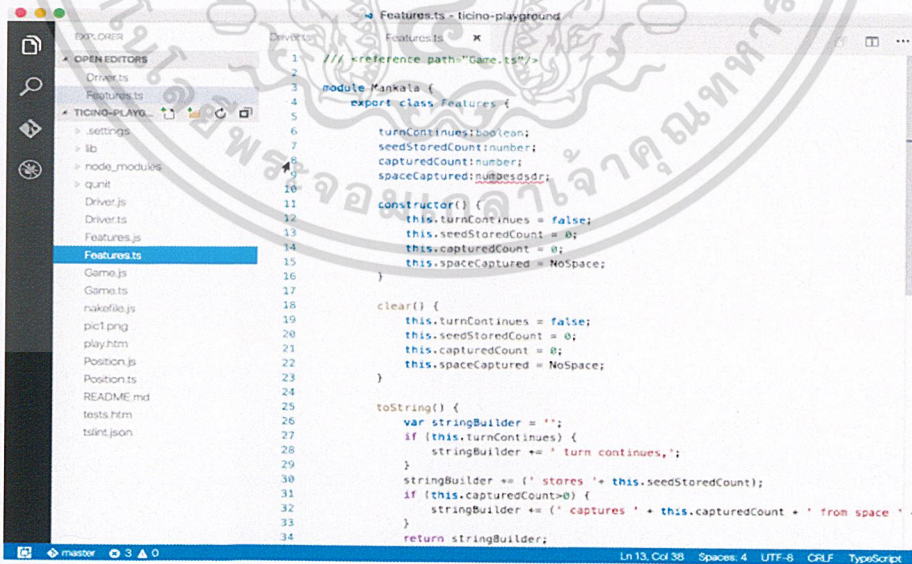 Features.ts - ticino-playground
EXPLORER
OPEN EDITORS
Driver.ts
Features.ts
TICINO-PLAYG...
.settings
lib
node_modules
qunit
Driver.js
Driver.ts
Features.js
Features.ts
Game.js
Game.ts
makefile.js
pic1.png
play.htm
Position.js
Position.ts
README.md
tests.htm
tslint.json
Driver.ts
Features.ts
1 /// <reference path="Game.ts"/>
2
3 module Mankala {
4 export class Features {
5
6 turnContinues:boolean;
7 seedStoredCount:number;
8 capturedCount:number;
9 spaceCaptured:numbesdsdr;
10
11 constructor() {
12 this.turnContinues = false;
13 this.seedStoredCount = 0;
14 this.capturedCount = 0;
15 this.spaceCaptured = NoSpace;
16 }
17
18 clear() {
19 this.turnContinues = false;
20 this.seedStoredCount = 0;
21 this.capturedCount = 0;
22 this.spaceCaptured = NoSpace;
23 }
24
25 toString() {
26 var stringBuilder = '';
27 if (this.turnContinues) {
28 stringBuilder += ' turn continues,';
29 }
30 stringBuilder += (' stores '+ this.seedStoredCount);
31 if (this.capturedCount>0) {
32 stringBuilder += (' captures ' + this.capturedCount + ' from space ' +
33 }
34 return stringBuilder;
master 3 0
Ln 13, Col 38 Spaces: 4 UTF-8 CRLF TypeScript